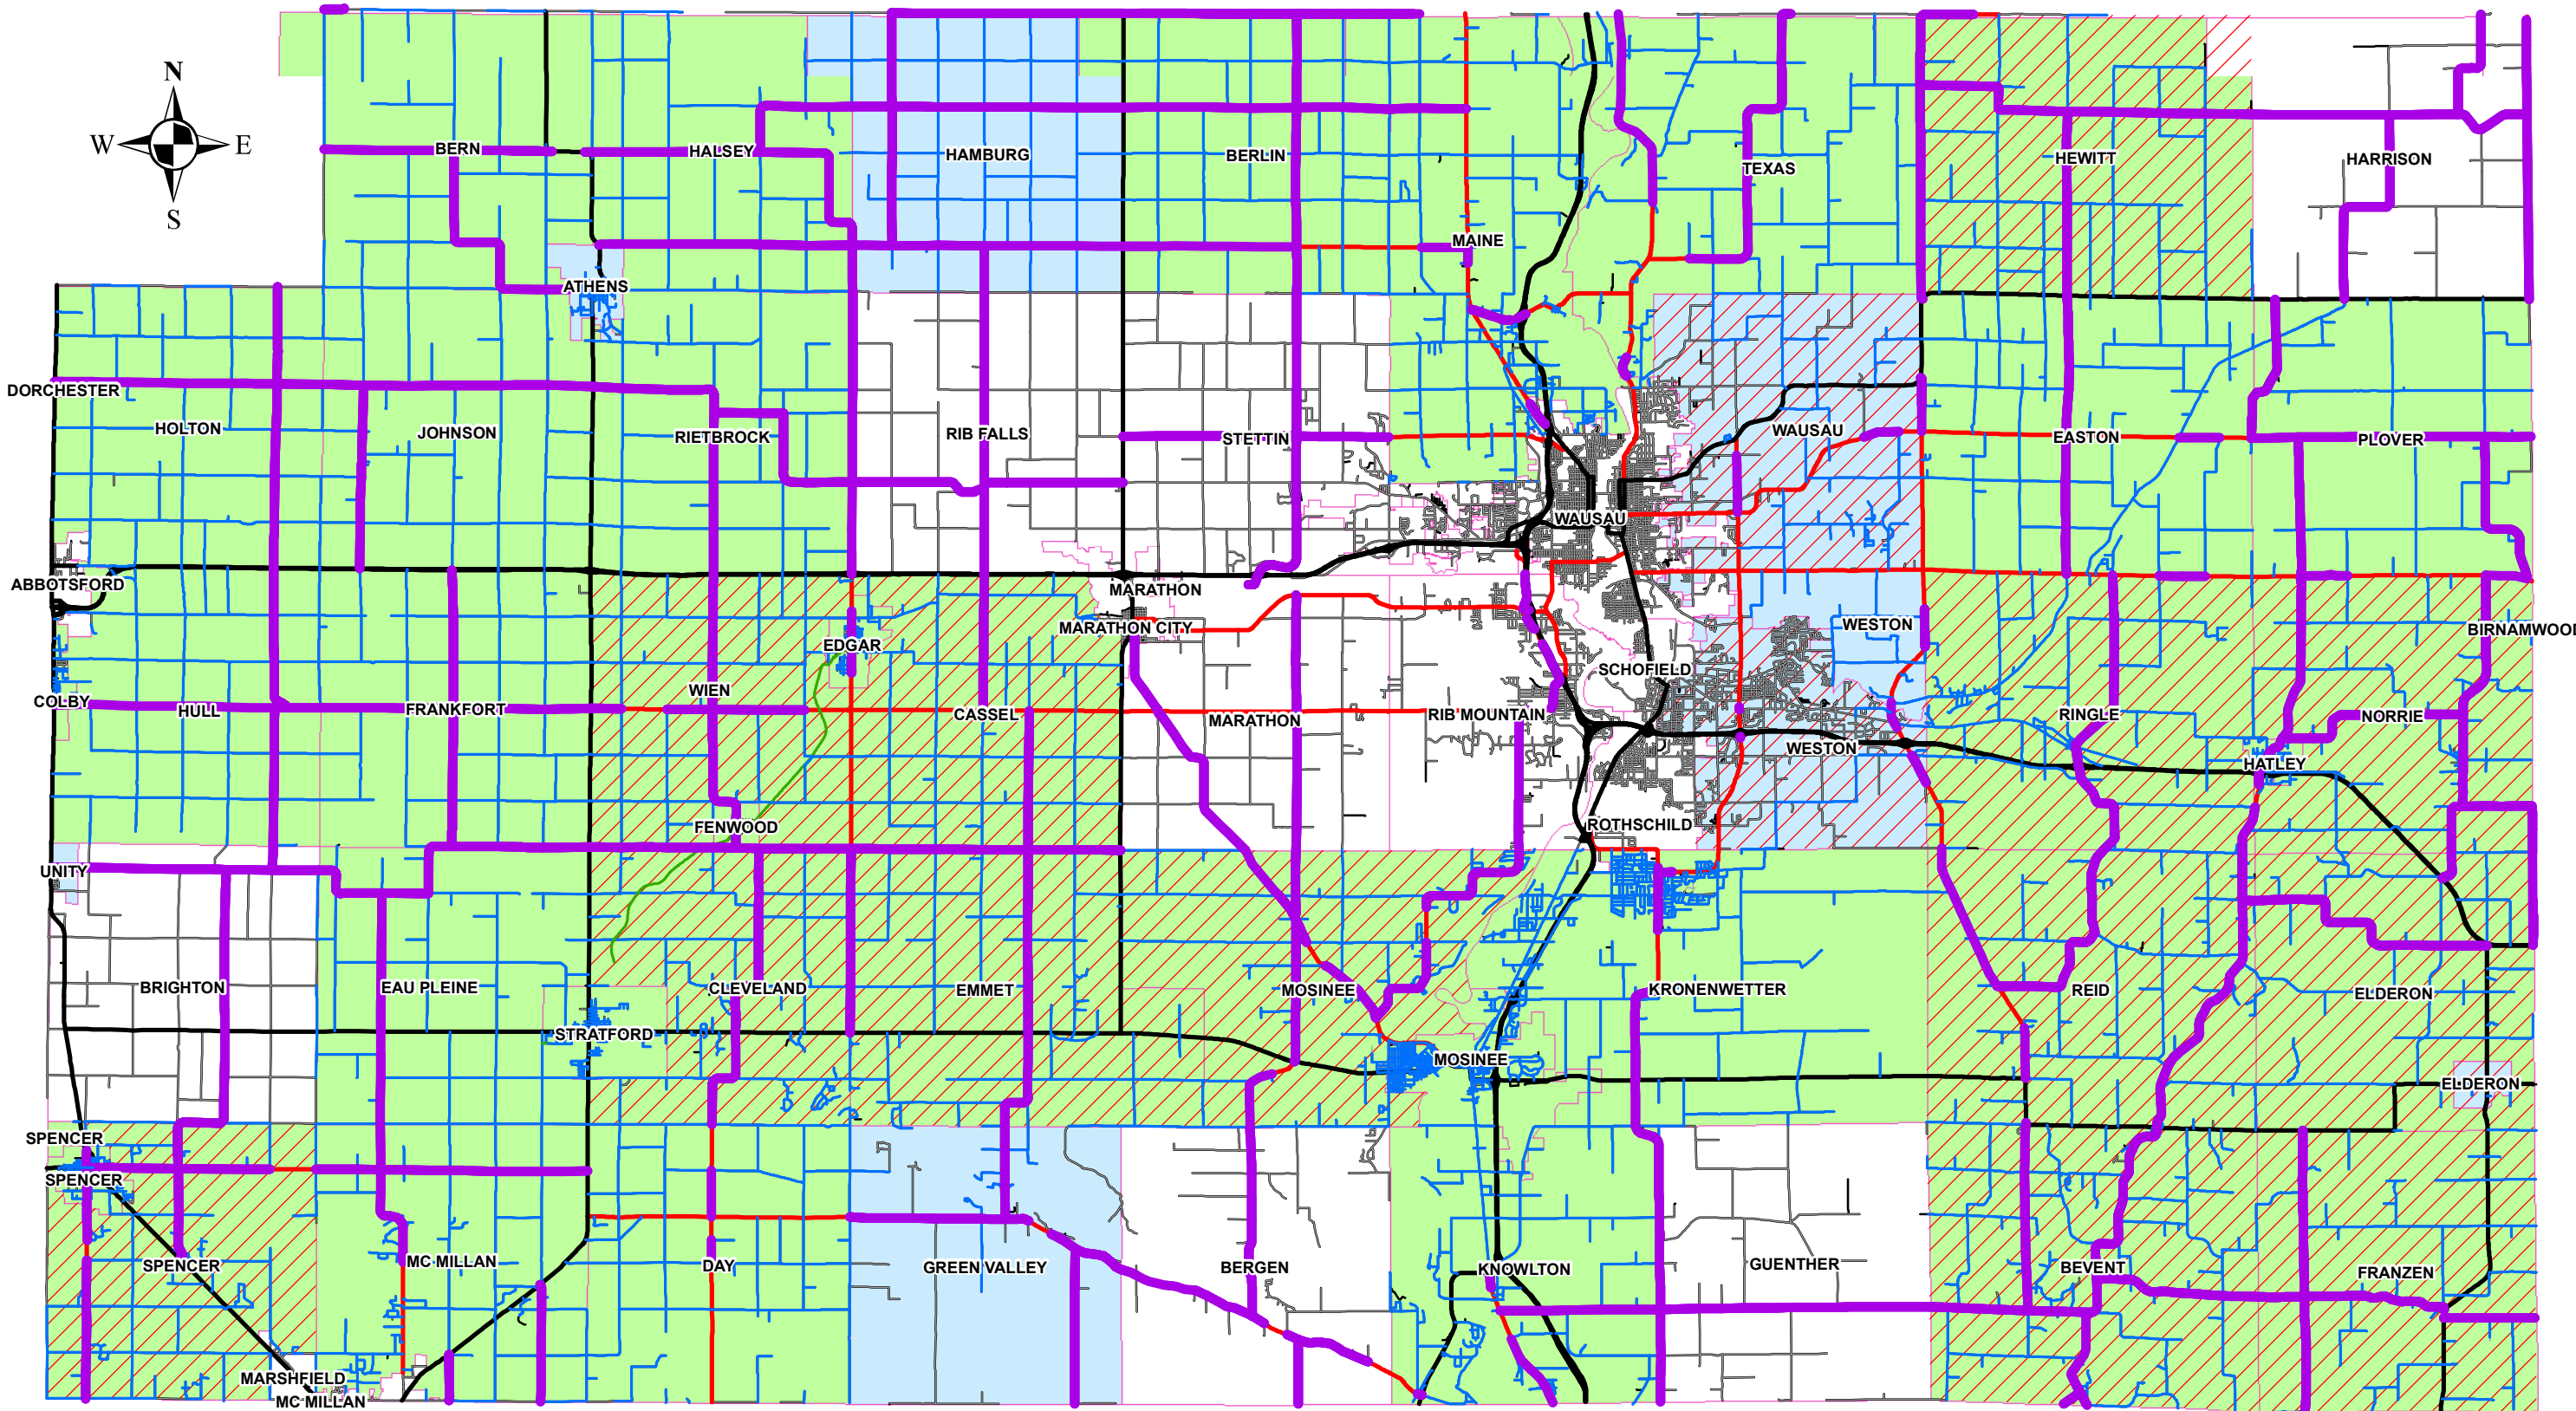 N
W E
S
BERN
HALSEY
HAMBURG
BERLIN
TEXAS
HEWITT
HARRISON
MAINE
ATHENS
DORCHESTER
HOLTON
JOHNSON
RIETBROCK
RIB FALLS
STETTIN
WAUSAU
EASTON
PLOVER
WAUSAU
ABBOTSFORD
MARATHON
MARATHON CITY
WESTON
BIRNAMWOOD
EDGAR
SCHOFIELD
COLBY
HULL
FRANKFORT
WIEN
CASSEL
MARATHON
RIB MOUNTAIN
RINGLE
NORRIE
WESTON
HATLEY
FENWOOD
ROTHSCHILD
UNITY
BRIGHTON
EAU PLEINE
CLEVELAND
EMMET
MOSINEE
KRONENWETTER
REID
ELDERON
STRATFORD
MOSINEE
ELDERON
SPENCER
SPENCER
SPENCER
MC MILLAN
DAY
GREEN VALLEY
BERGEN
KNOWLTON
GUENTHER
BEVENT
FRANZEN
MARSHFIELD
MC MILLAN